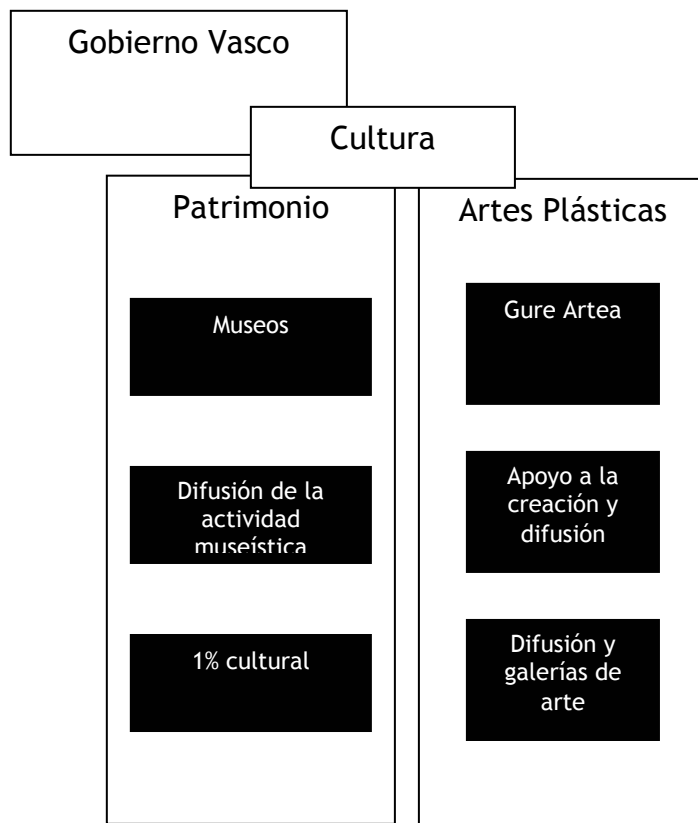 Gobierno Vasco
Cultura
Patrimonio
Museos
Difusión de la
actividad
museística
1% cultural
Artes Plásticas
Gure Artea
Apoyo a la
creación y
difusión
Difusión y
galerías de
arte